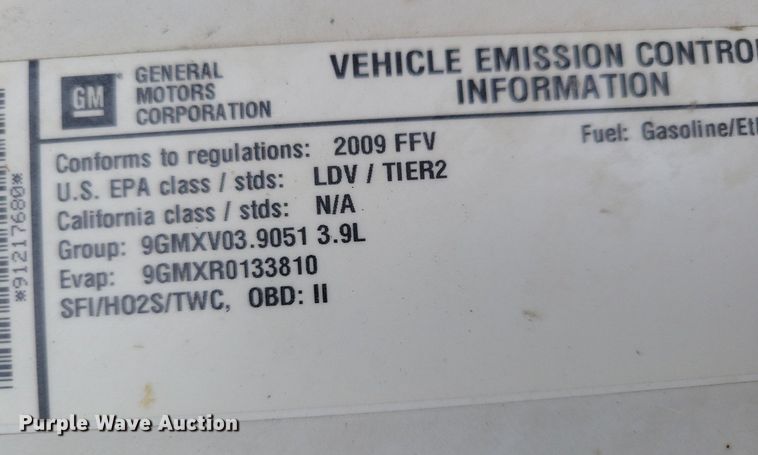 GM
GENERAL
MOTORS
CORPORATION
VEHICLE EMISSION CONTROL
INFORMATION
Conforms to regulations: 2009 FFV
Fuel: Gasoline/Et
U.S. EPA class / stds: LDV / TIER2
California class / stds: N/A
Group: 9GMXV03.9051 3.9L
Evap: 9GMXR0133810
SFI/HO2S/TWC, OBD: II
*91217680*
Purple Wave Auction